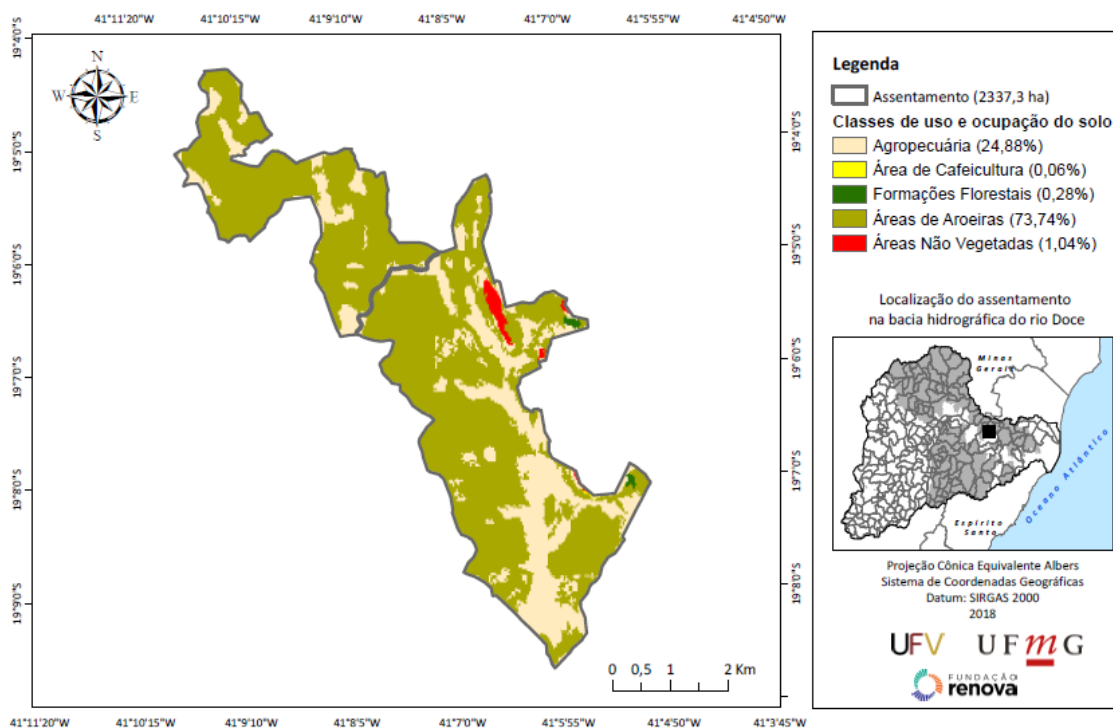 41°11'20"W 41°10'15"W 41°9'10"W 41°8'5"W 41°7'0"W 41°5'55"W 41°4'50"W
19°4'0"S
19°5'0"S
19°6'0"S
19°7'0"S
19°8'0"S
19°9'0"S
N
W E
S
19°4'0"S
19°5'0"S
19°6'0"S
19°7'0"S
19°8'0"S
0 0,5 1 2 Km
41°11'20"W 41°10'15"W 41°9'10"W 41°8'5"W 41°7'0"W 41°5'55"W 41°4'50"W 41°3'45"W
Legenda
Assentamento (2337,3 ha)
Classes de uso e ocupação do solo
Agropecuária (24,88%)
Área de Cafeicultura (0,06%)
Formações Florestais (0,28%)
Áreas de Aroeiras (73,74%)
Áreas Não Vegetadas (1,04%)
Localização do assentamento
na bacia hidrográfica do rio Doce
Minas
Gerais
Oceano Atlântico
Espírito
Santo
Projeção Cônica Equivalente Albers
Sistema de Coordenadas Geográficas
Datum: SIRGAS 2000
2018
UFV UFmG
FUNDAÇÃO
renova